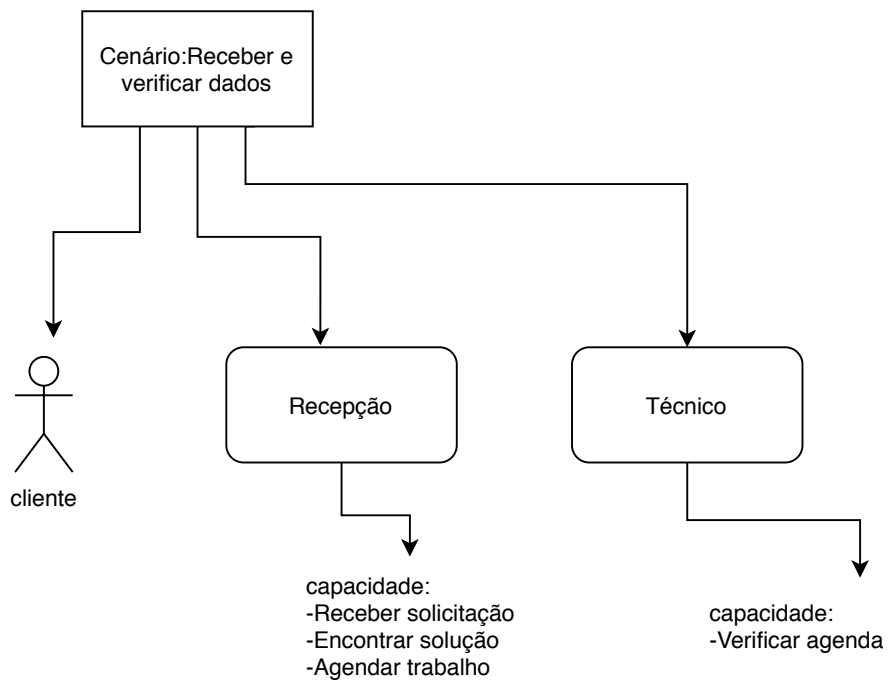 Cenário:Receber e
verificar dados
Recepção
Técnico
cliente
capacidade:
-Receber solicitação
-Encontrar solução
-Agendar trabalho
capacidade:
-Verificar agenda